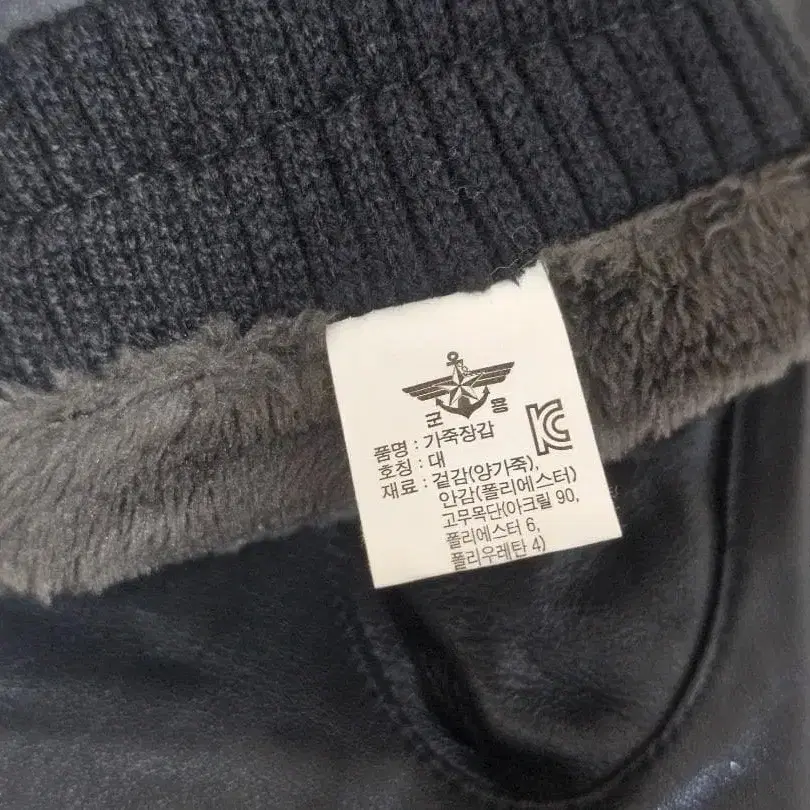 군 용
품명 : 가죽장갑
호칭 : 대
재료 : 겉감(양가죽),
안감(폴리에스터)
고무목단(아크릴 90,
폴리에스터 6,
폴리우레탄 4)